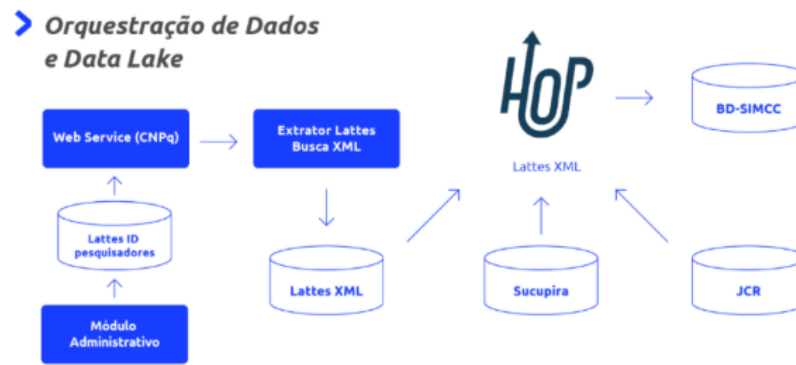 Orquestração de Dados
e Data Lake
HOP
Web Service (CNPq)
Extrator Lattes
Busca XML
BD-SIMCC
Lattes XML
Lattes ID
pesquisadores
Lattes XML
Sucupira
JCR
Módulo
Administrativo